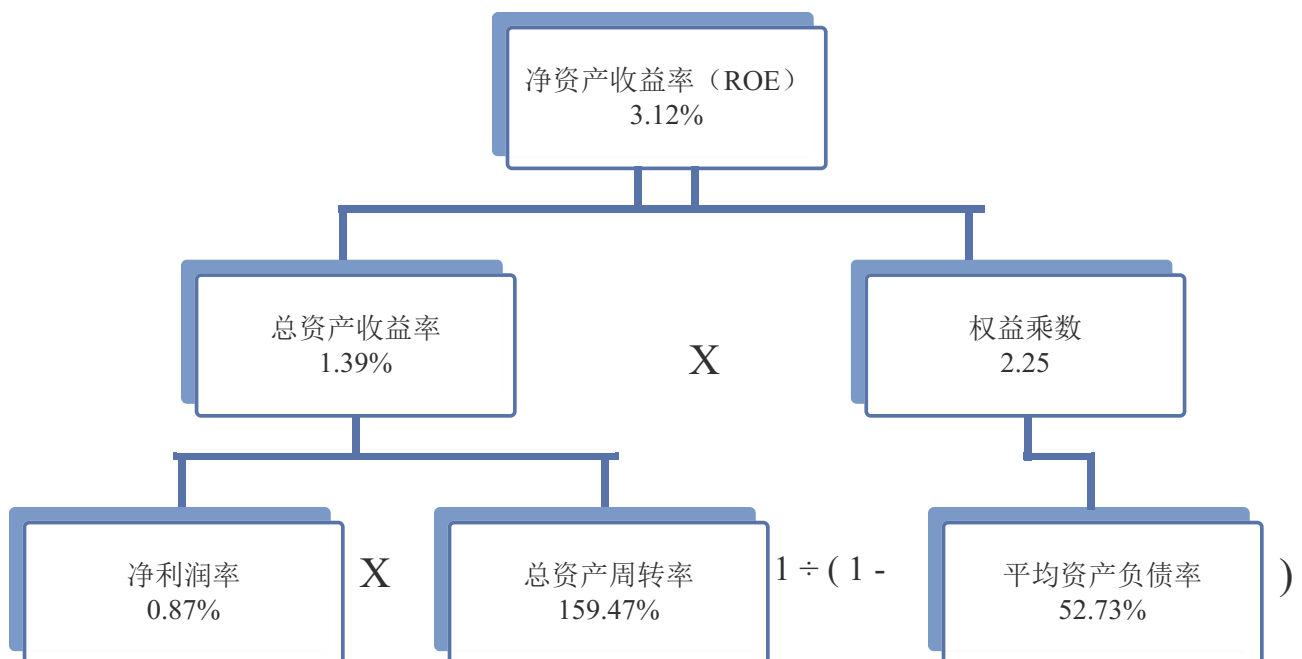 净资产收益率（ROE）
3.12%
总资产收益率
1.39%
X
权益乘数
2.25
净利润率
0.87%
X
总资产周转率
159.47%
1 ÷ ( 1 -
平均资产负债率
52.73%
)